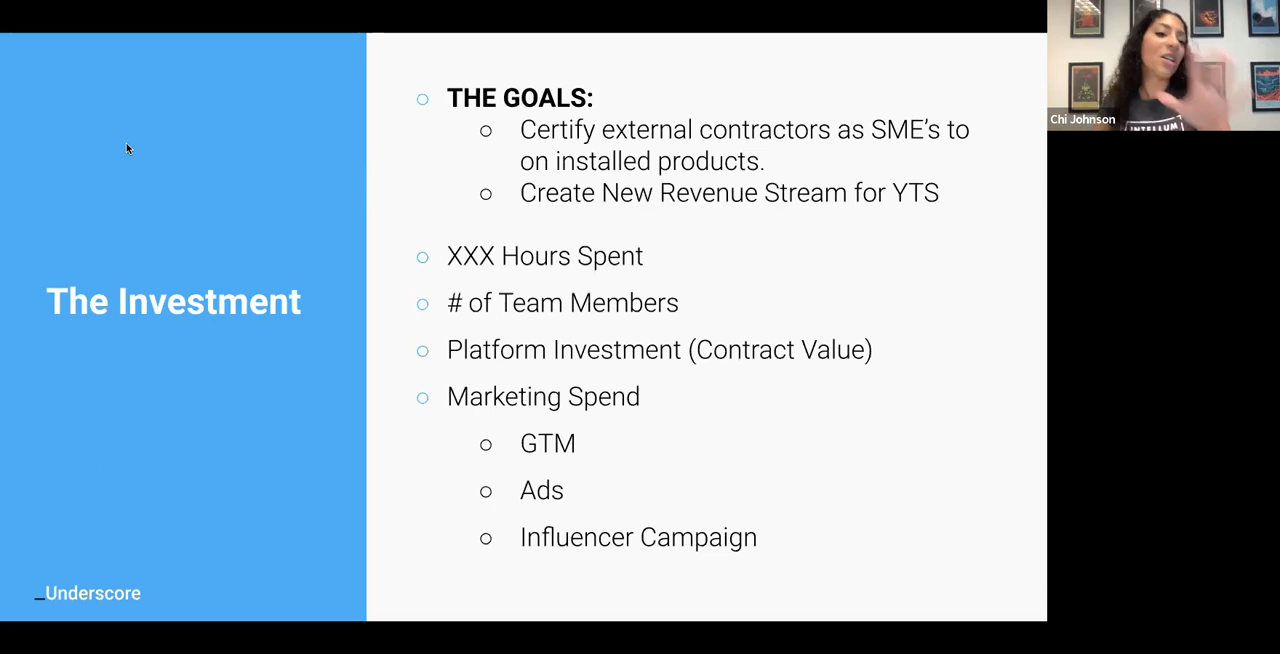 THE GOALS:
Certify external contractors as SME's to
on installed products.
Create New Revenue Stream for YTS
XXX Hours Spent
The Investment
# of Team Members
Platform Investment (Contract Value)
Marketing Spend
GTM
Ads
Influencer Campaign
_Underscore
Chi Johnson
INTELLUM